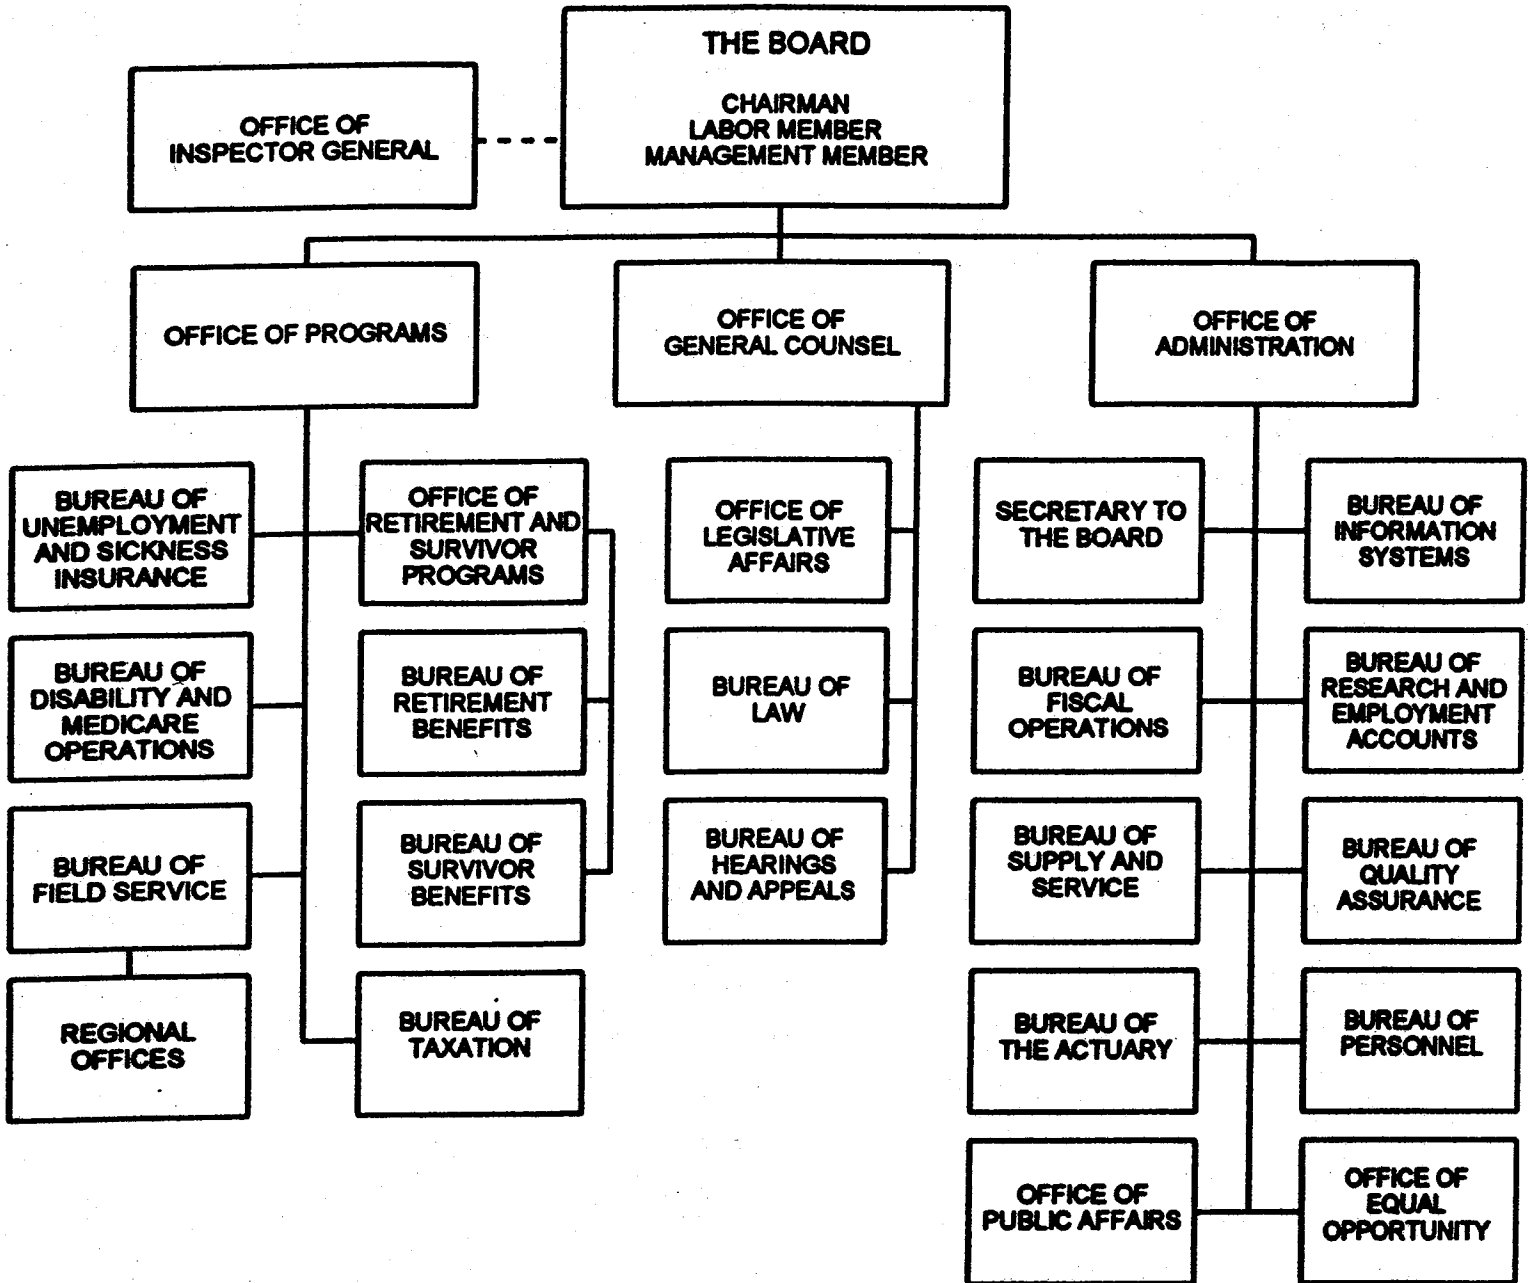 THE BOARD
CHAIRMAN
LABOR MEMBER
MANAGEMENT MEMBER
OFFICE OF
INSPECTOR GENERAL
OFFICE OF PROGRAMS
OFFICE OF
GENERAL COUNSEL
OFFICE OF
ADMINISTRATION
BUREAU OF
UNEMPLOYMENT
AND SICKNESS
INSURANCE
OFFICE OF
RETIREMENT AND
SURVIVOR
PROGRAMS
OFFICE OF
LEGISLATIVE
AFFAIRS
SECRETARY TO
THE BOARD
BUREAU OF
INFORMATION
SYSTEMS
BUREAU OF
DISABILITY AND
MEDICARE
OPERATIONS
BUREAU OF
RETIREMENT
BENEFITS
BUREAU OF
LAW
BUREAU OF
FISCAL
OPERATIONS
BUREAU OF
RESEARCH AND
EMPLOYMENT
ACCOUNTS
BUREAU OF
FIELD SERVICE
BUREAU OF
SURVIVOR
BENEFITS
BUREAU OF
HEARINGS
AND APPEALS
BUREAU OF
SUPPLY AND
SERVICE
BUREAU OF
QUALITY
ASSURANCE
REGIONAL
OFFICES
BUREAU OF
TAXATION
BUREAU OF
THE ACTUARY
BUREAU OF
PERSONNEL
OFFICE OF
PUBLIC AFFAIRS
OFFICE OF
EQUAL
OPPORTUNITY